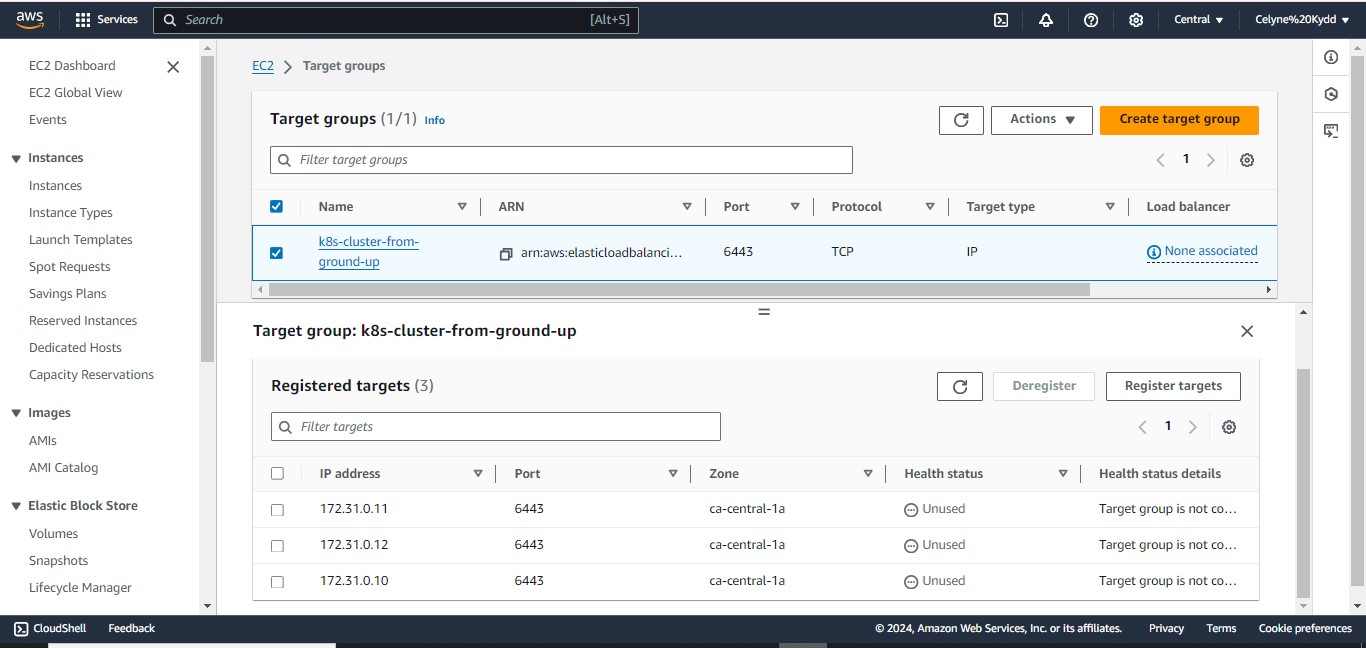 aws
Services
Search [Alt+S]
Central
Celyne%20Kydd
EC2 Dashboard
EC2 Global View
Events
Instances
Instances
Instance Types
Launch Templates
Spot Requests
Savings Plans
Reserved Instances
Dedicated Hosts
Capacity Reservations
Images
AMIs
AMI Catalog
Elastic Block Store
Volumes
Snapshots
Lifecycle Manager
EC2 Target groups
Target groups (1/1) Info
Actions
Create target group
Filter target groups
1
Name ARN Port Protocol Target type Load balancer
k8s-cluster-from-
ground-up
arn:aws:elasticloadbalanci... 6443 TCP IP None associated
Target group: k8s-cluster-from-ground-up
Registered targets (3)
Deregister
Register targets
Filter targets
1
IP address Port Zone Health status Health status details
172.31.0.11 6443 ca-central-1a Unused Target group is not co...
172.31.0.12 6443 ca-central-1a Unused Target group is not co...
172.31.0.10 6443 ca-central-1a Unused Target group is not co...
CloudShell Feedback © 2024, Amazon Web Services, Inc. or its affiliates. Privacy Terms Cookie preferences